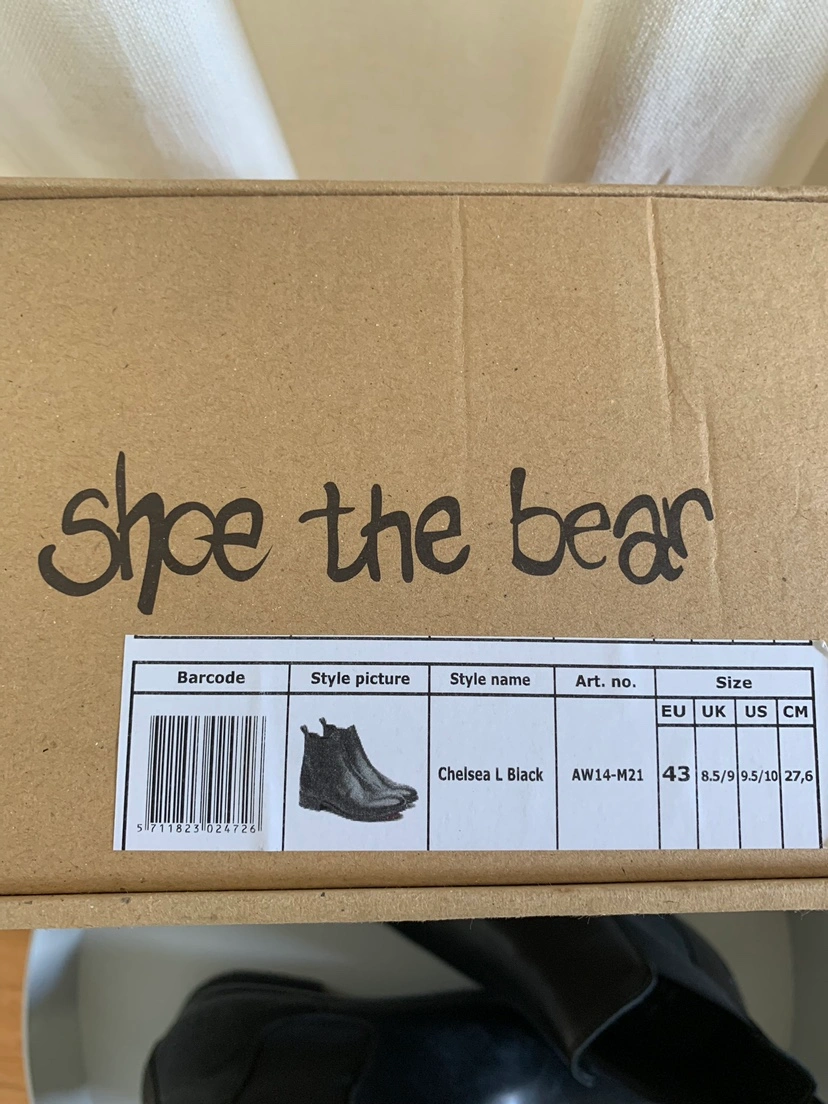 shoe the bear
Barcode Style picture Style name Art. no. Size
EU UK US CM
Chelsea L Black AW14-M21 43 8.5/9 9.5/10 27,6
5 711823 024726